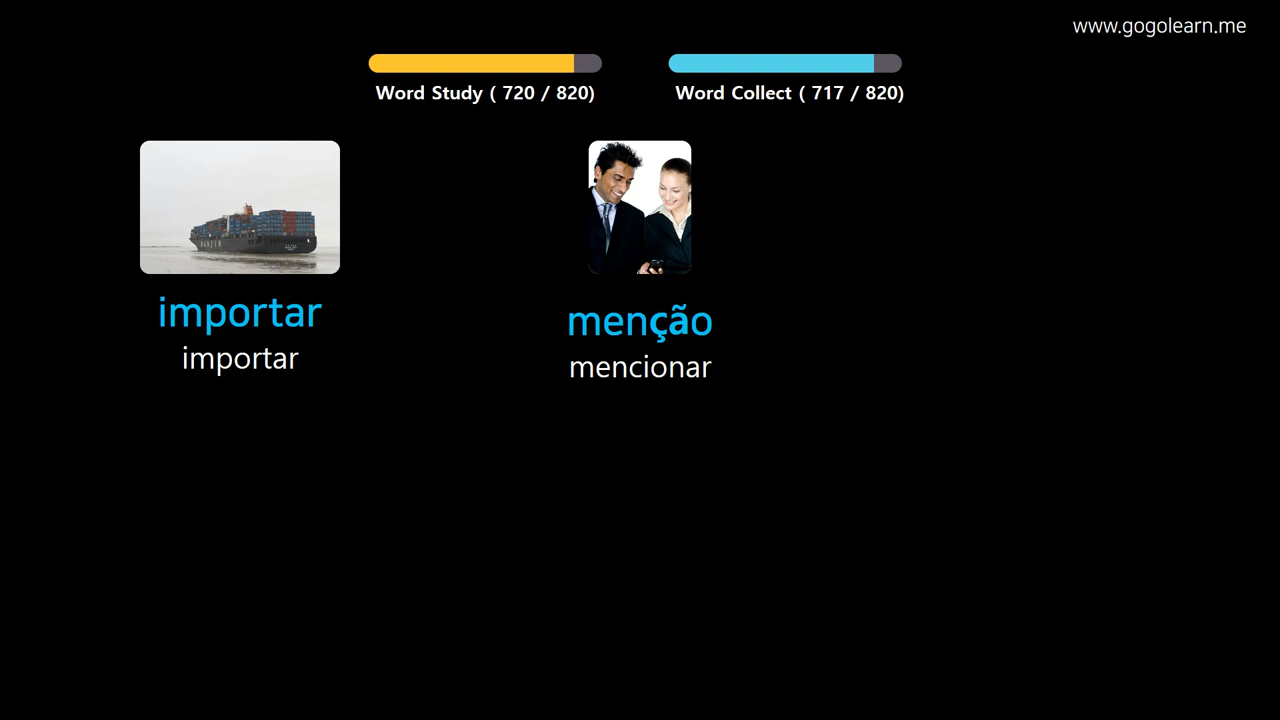 www.gogolearn.me
Word Study ( 720 / 820)
Word Collect ( 717 / 820)
importar
importar
menção
mencionar